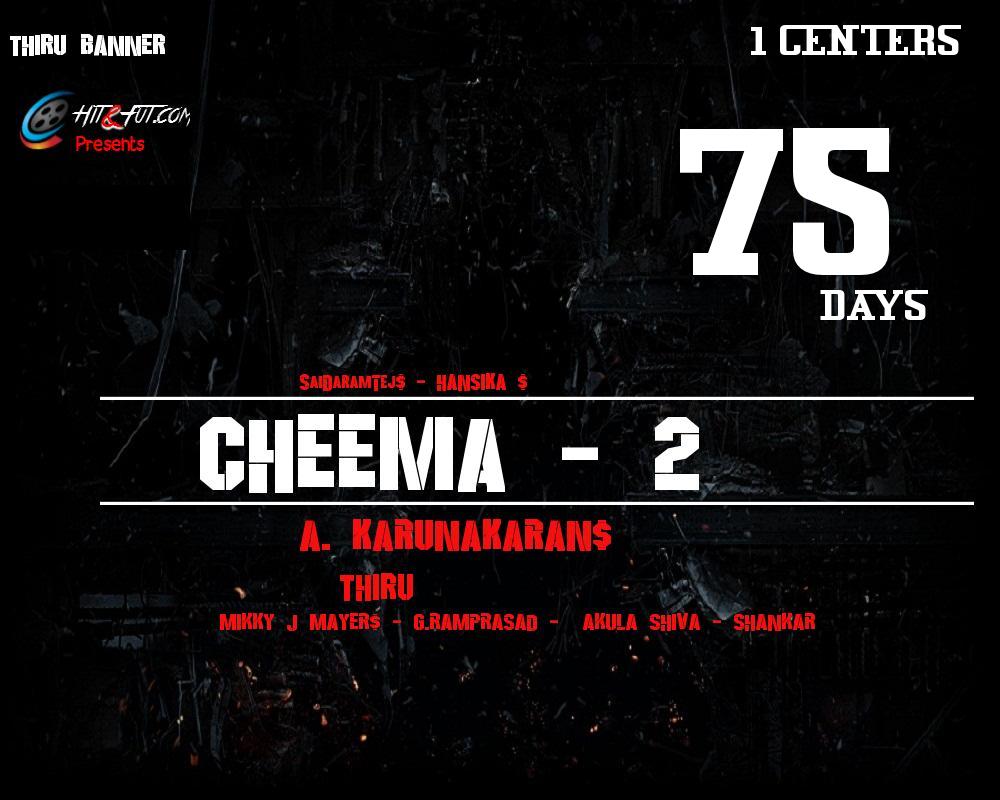 THIRU BANNER
1 CENTERS
HIT&FUT.COM
Presents
75
DAYS
SAIDARAMTEJ$ - HANSIKA $
CHEEMA - 2
A. KARUNAKARAN$
THIRU
MIKKY J MAYER$ - G.RAMPRASAD - AKULA SHIVA - SHANKAR